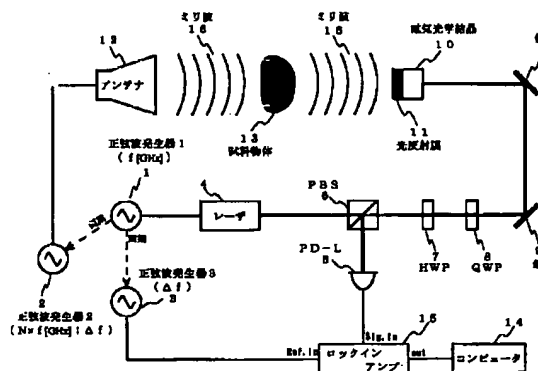 ミリ波
16
ミリ波
16
電気光学結晶
10
12
アンテナ
13
試料物体
11
光反射膜
正弦波発生器1
(f[GHz])
1
4
レーザ
PBS
6
同期
同期
PD-L
5
7
HWP
8
QWP
9
2
正弦波発生器2
(N×f[GHz]+Δf)
正弦波発生器3
(Δf)
3
Sig.in
15
14
Ref.in
ロックイン
アンプ
out
コンピュータ